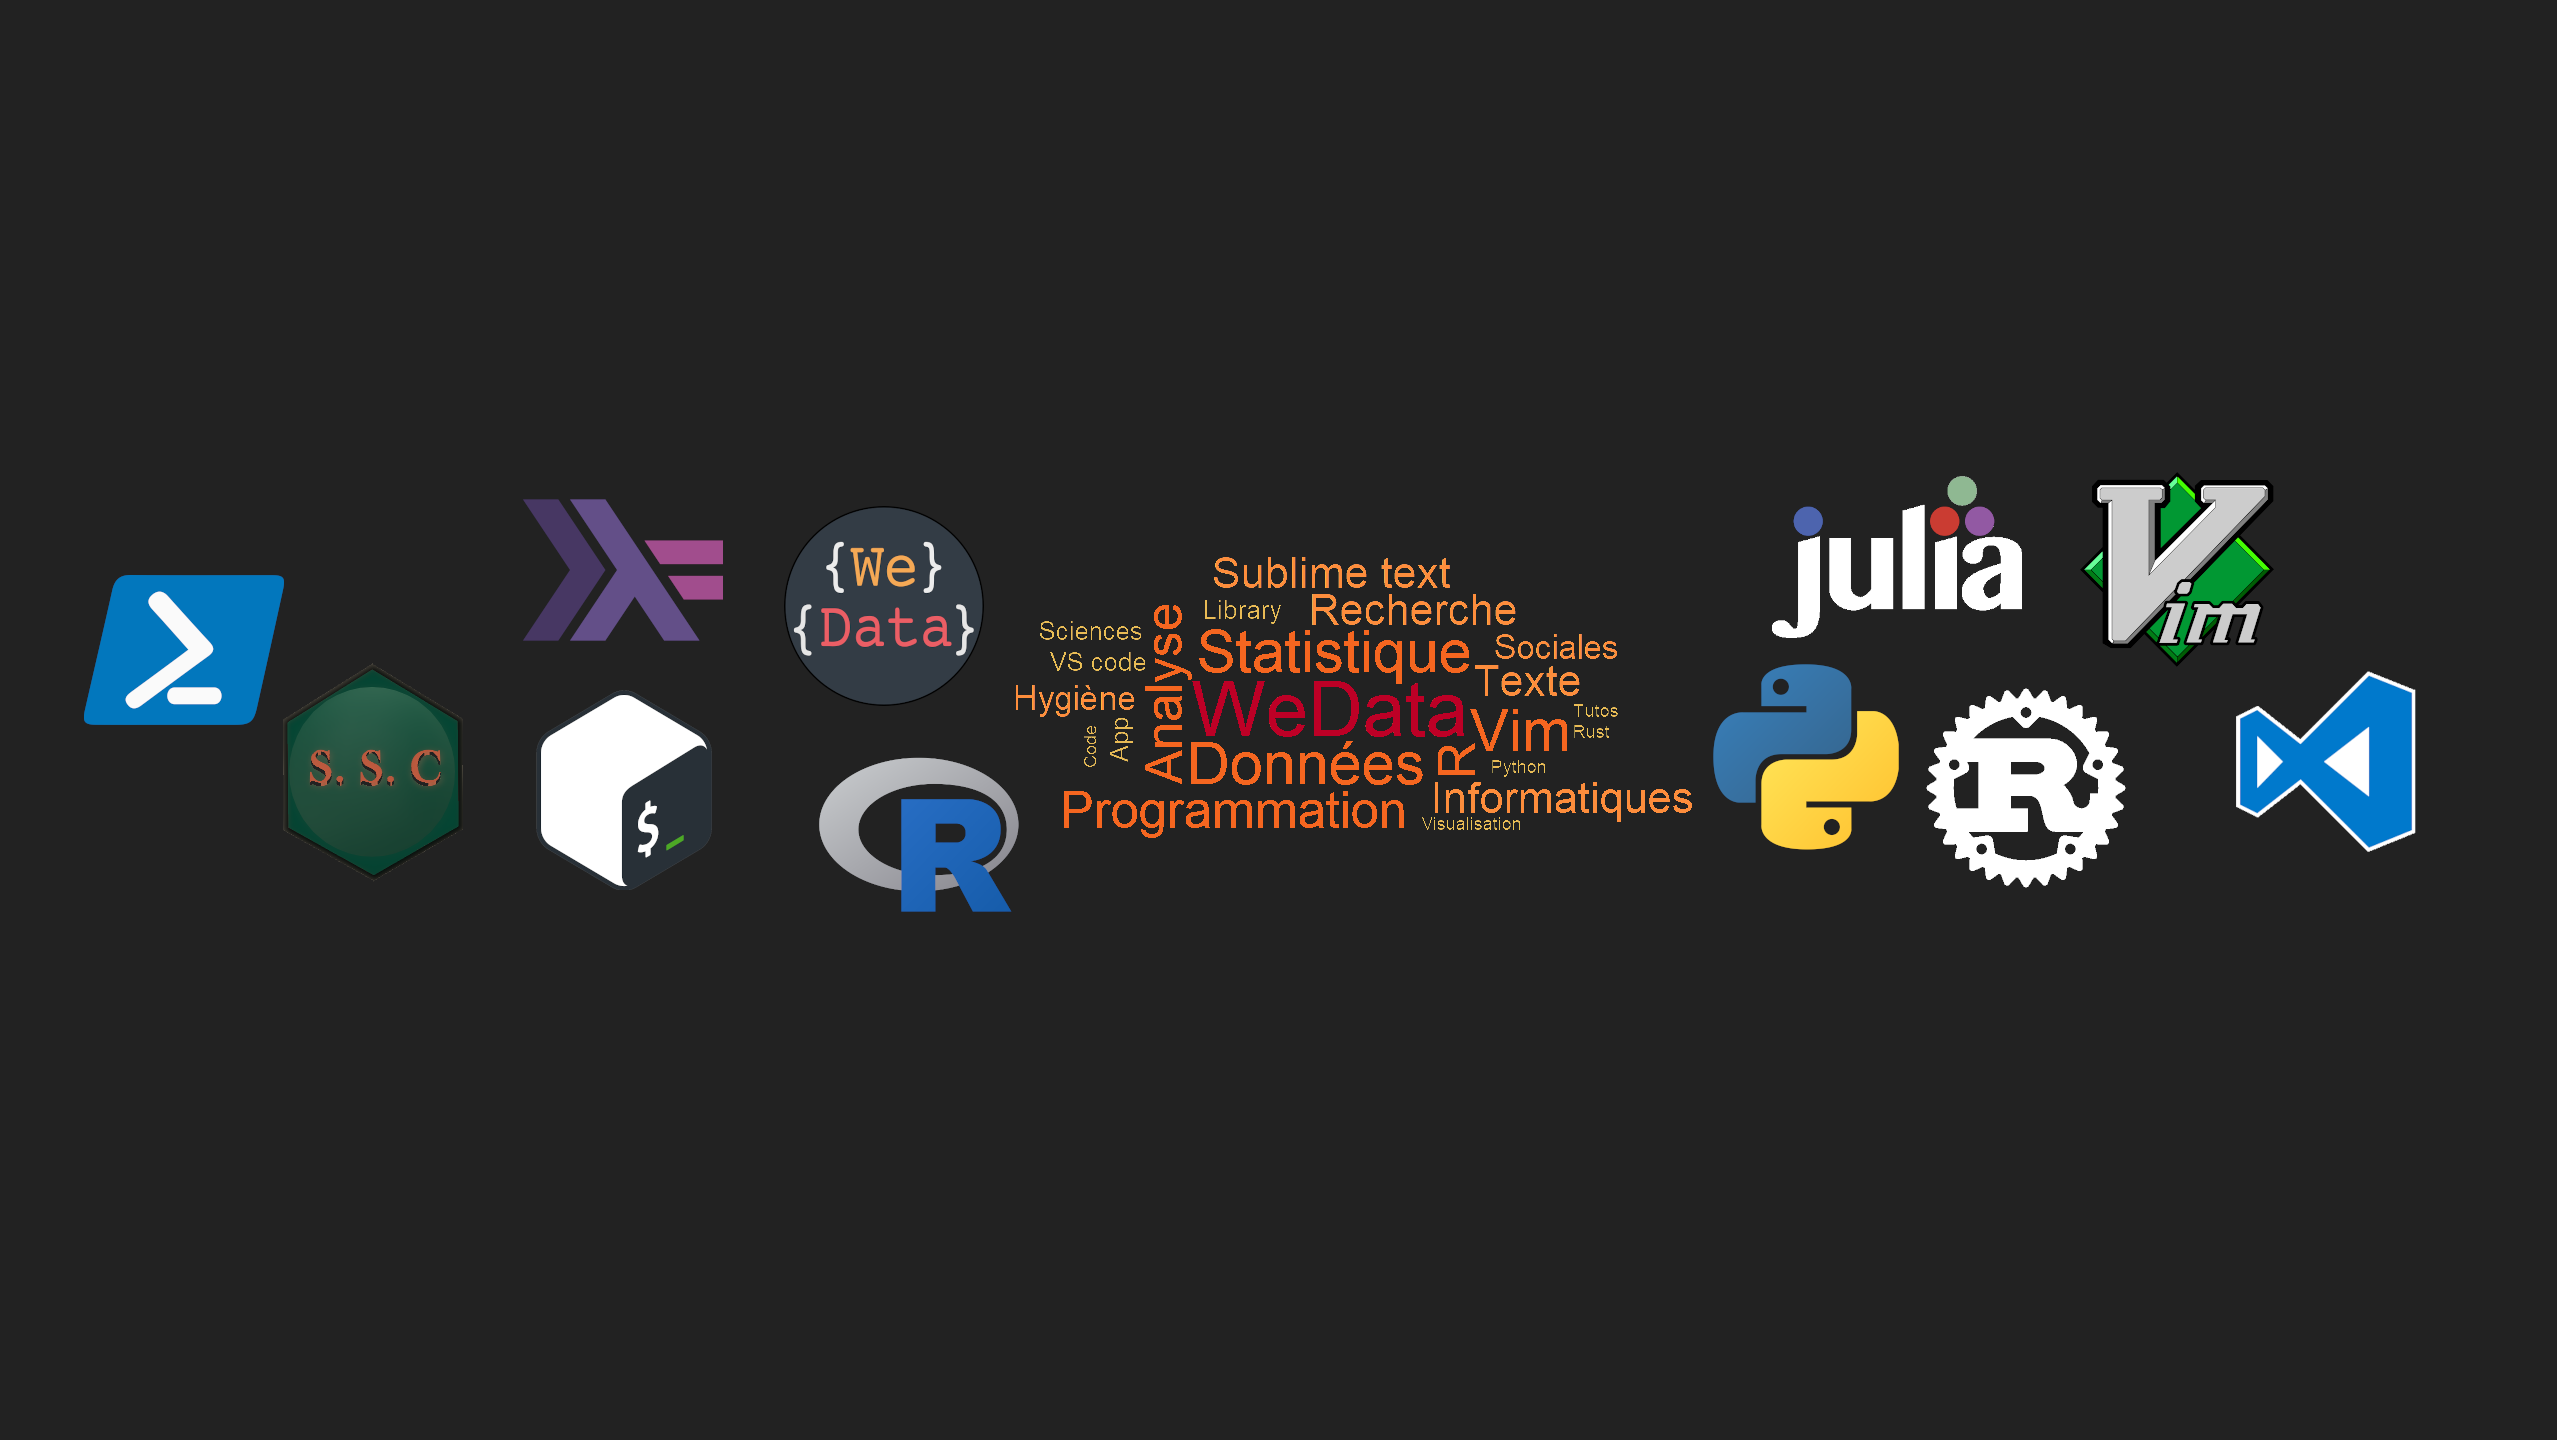 S. S. C
$_
{We}
{Data}
R
Sublime text
Library
Recherche
Sciences
VS code
Hygiène
Code
App
Analyse
Statistique
Sociales
WeData
Texte
Vim
Tutos
Rust
Données
R
Python
Programmation
Informatiques
Visualisation
julia
Vim
R